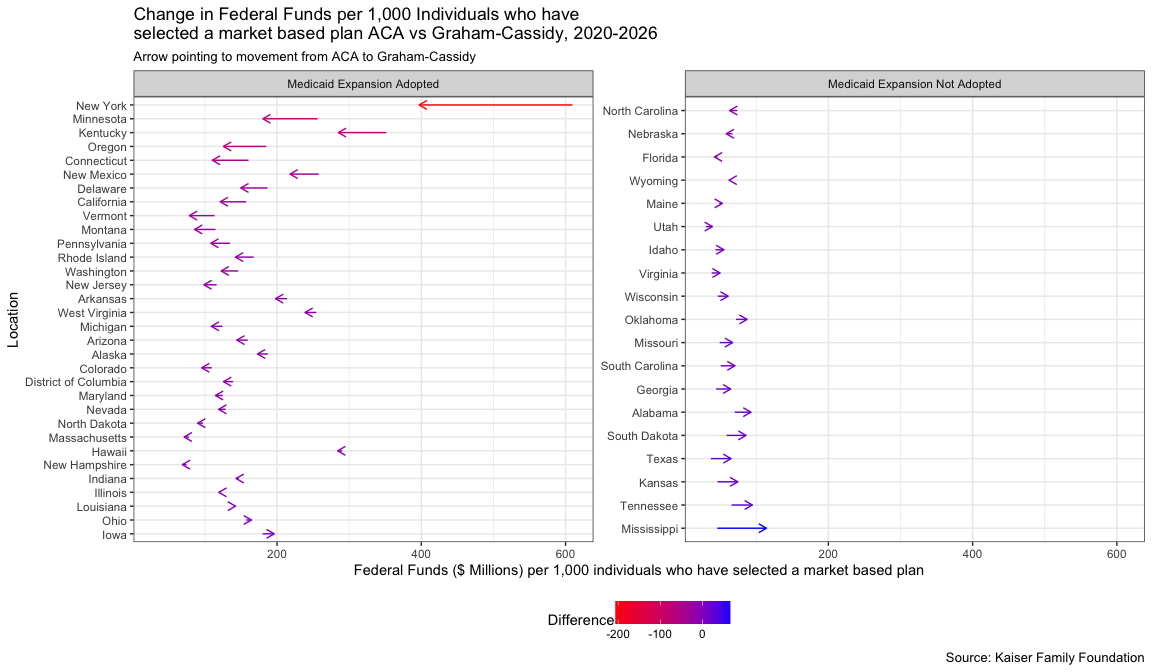 Change in Federal Funds per 1,000 Individuals who have
selected a market based plan ACA vs Graham-Cassidy, 2020-2026
Arrow pointing to movement from ACA to Graham-Cassidy
Medicaid Expansion Adopted
Location
New York
Minnesota
Kentucky
Oregon
Connecticut
New Mexico
Delaware
California
Vermont
Montana
Pennsylvania
Rhode Island
Washington
New Jersey
Arkansas
West Virginia
Michigan
Arizona
Alaska
Colorado
District of Columbia
Maryland
Nevada
North Dakota
Massachusetts
Hawaii
New Hampshire
Indiana
Illinois
Louisiana
Ohio
Iowa
200 400 600
Medicaid Expansion Not Adopted
North Carolina
Nebraska
Florida
Wyoming
Maine
Utah
Idaho
Virginia
Wisconsin
Oklahoma
Missouri
South Carolina
Georgia
Alabama
South Dakota
Texas
Kansas
Tennessee
Mississippi
200 400 600
Federal Funds ($ Millions) per 1,000 individuals who have selected a market based plan
Difference
-200 -100 0
Source: Kaiser Family Foundation